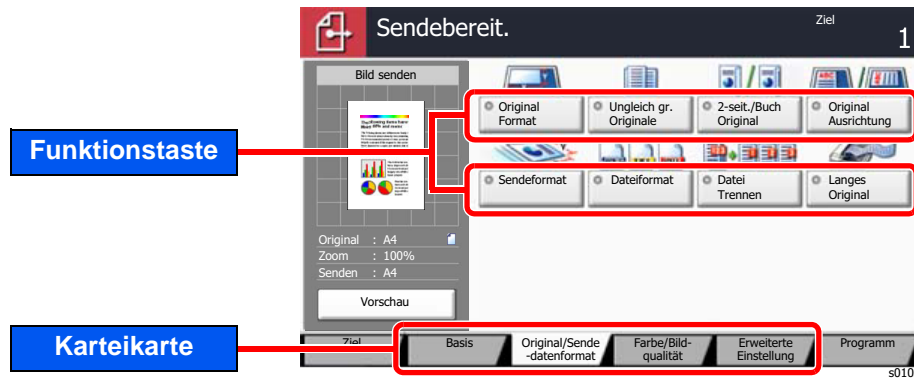 Sendebereit.
Ziel
1
Bild senden
Original
Format
Ungleich gr.
Originale
2-seit./Buch
Original
Original
Ausrichtung
Funktionstaste
Sendeformat
Dateiformat
Datei
Trennen
Langes
Original
Original : A4
Zoom : 100%
Senden : A4
Vorschau
Karteikarte
Ziel
Basis
Original/Sende
-datenformat
Farbe/Bild-
qualität
Erweiterte
Einstellung
Programm
s010